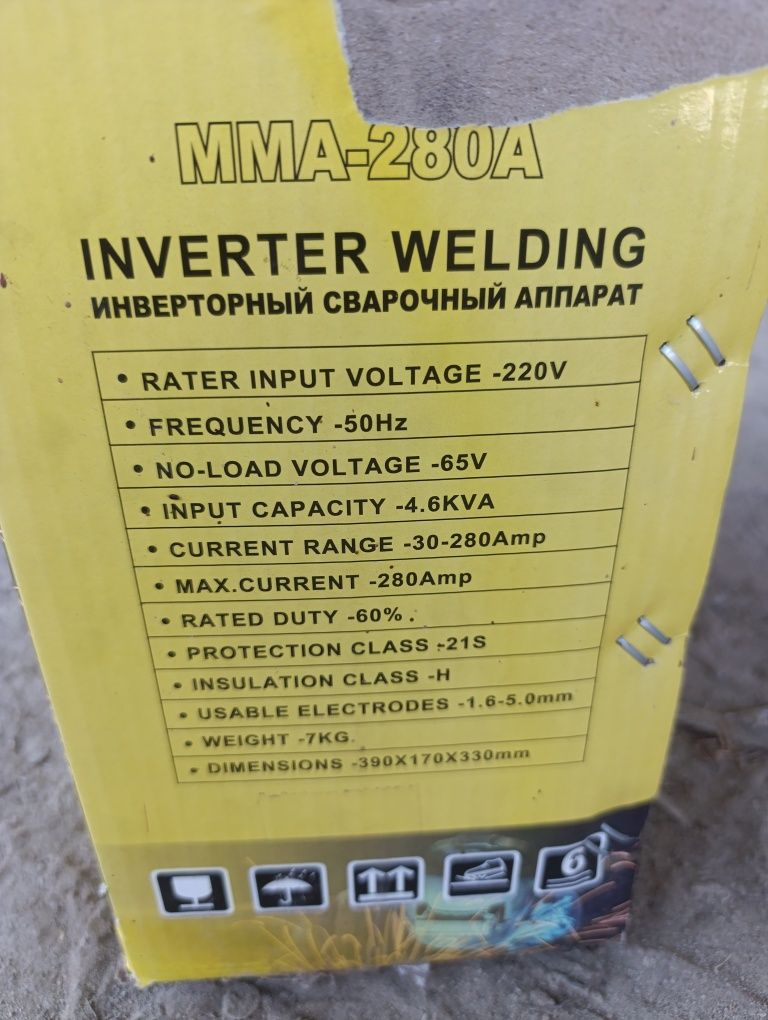 MMA-280A
INVERTER WELDING
ИНВЕРТОРНЫЙ СВАРОЧНЫЙ АППАРАТ
• RATER INPUT VOLTAGE -220V
• FREQUENCY -50Hz
• NO-LOAD VOLTAGE -65V
• INPUT CAPACITY -4.6KVA
• CURRENT RANGE -30-280Amp
• MAX.CURRENT -280Amp
• RATED DUTY -60% .
• PROTECTION CLASS -21S
• INSULATION CLASS -H
• USABLE ELECTRODES -1.6-5.0mm
• WEIGHT -7KG.
• DIMENSIONS -390X170X330mm
6